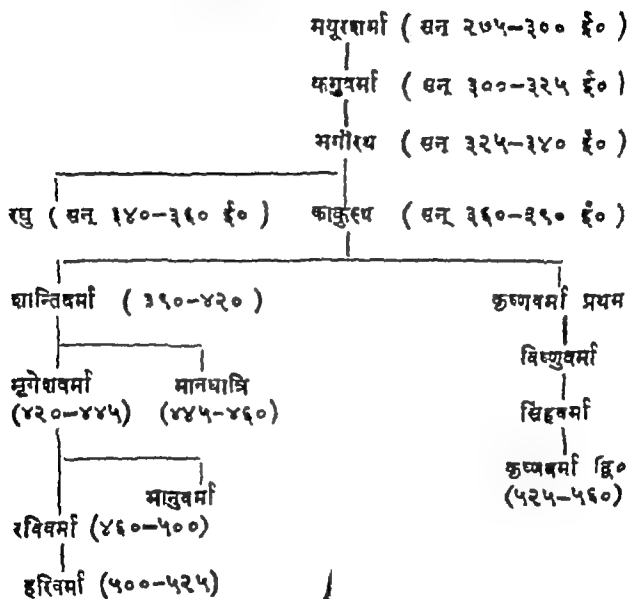 मयूरशर्मा ( सन् २७५-३०० ई० )
कगुवर्मा ( सन् ३००-३२५ ई० )
भगीरथ ( सन् ३२५-३४० ई० )
रघु ( सन् ३४०-३६० ई० ) काकुस्थ ( सन् ३६०-३९० ई० )
शान्तिवर्मा ( ३९०-४२० ) कृष्णवर्मा प्रथम
विष्णुवर्मा
मृगेशवर्मा मानधात्रि
(४२०-४४५) (४४५-४६०) सिंहवर्मा
कृष्णवर्मा द्वि०
भानुवर्मा (५२५-५६०)
रविवर्मा (४६०-५००)
हरिवर्मा (५००-५२५)